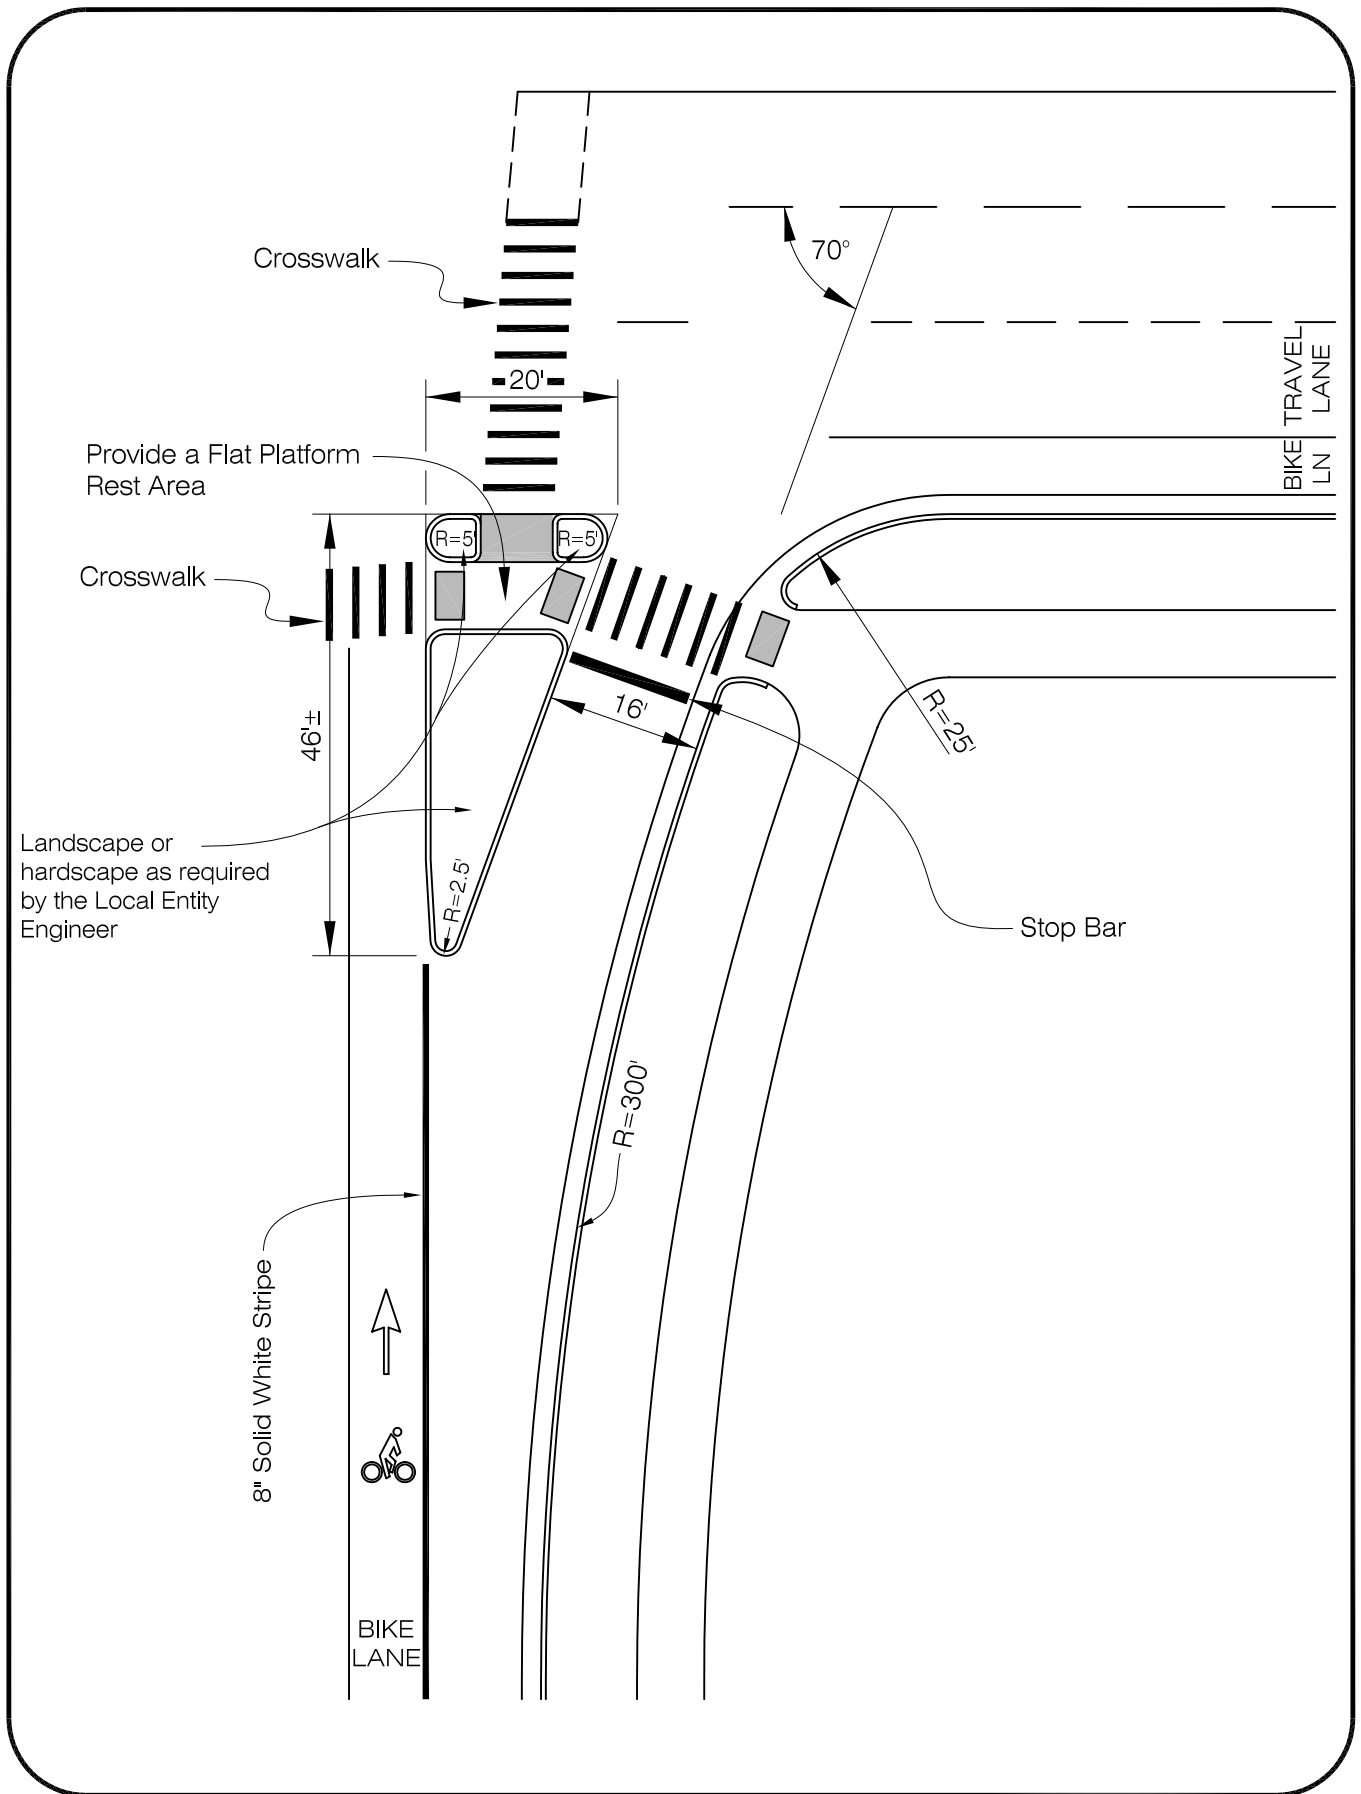 Crosswalk
70°
BIKE TRAVEL
LN LANE
20'
Provide a Flat Platform
Rest Area
R=5'
R=5'
Crosswalk
46'±
16'
R=25'
Landscape or
hardscape as required
by the Local Entity
Engineer
R=2.5'
Stop Bar
R=300'
8" Solid White Stripe
BIKE
LANE